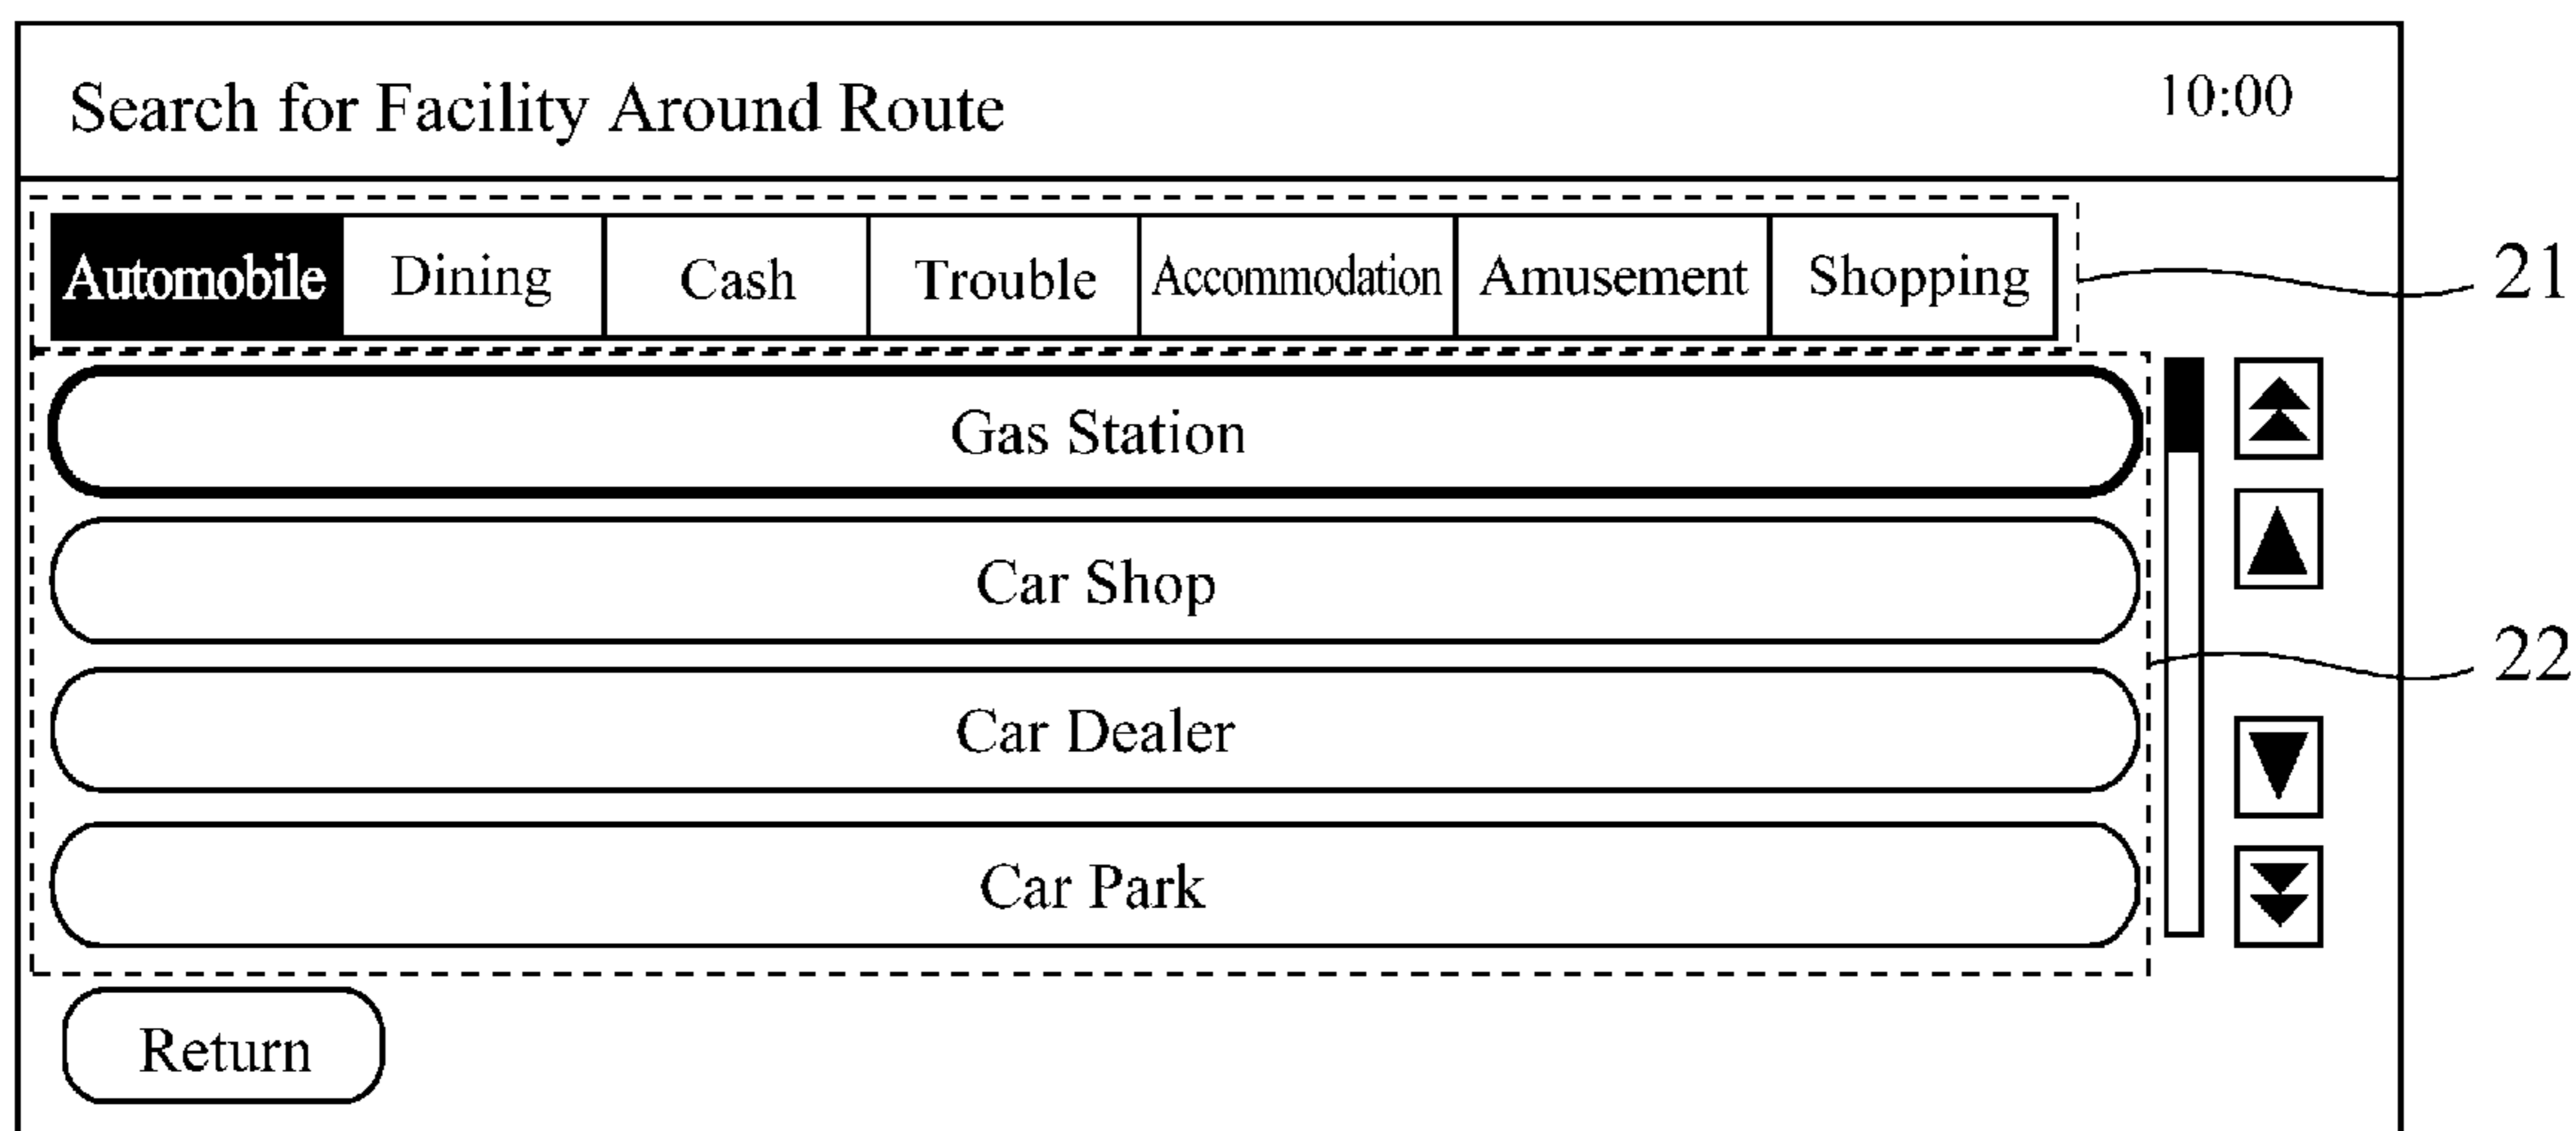 Search for Facility Around Route 10:00
Automobile Dining Cash Trouble Accommodation Amusement Shopping
21
Gas Station
Car Shop
22
Car Dealer
Car Park
Return